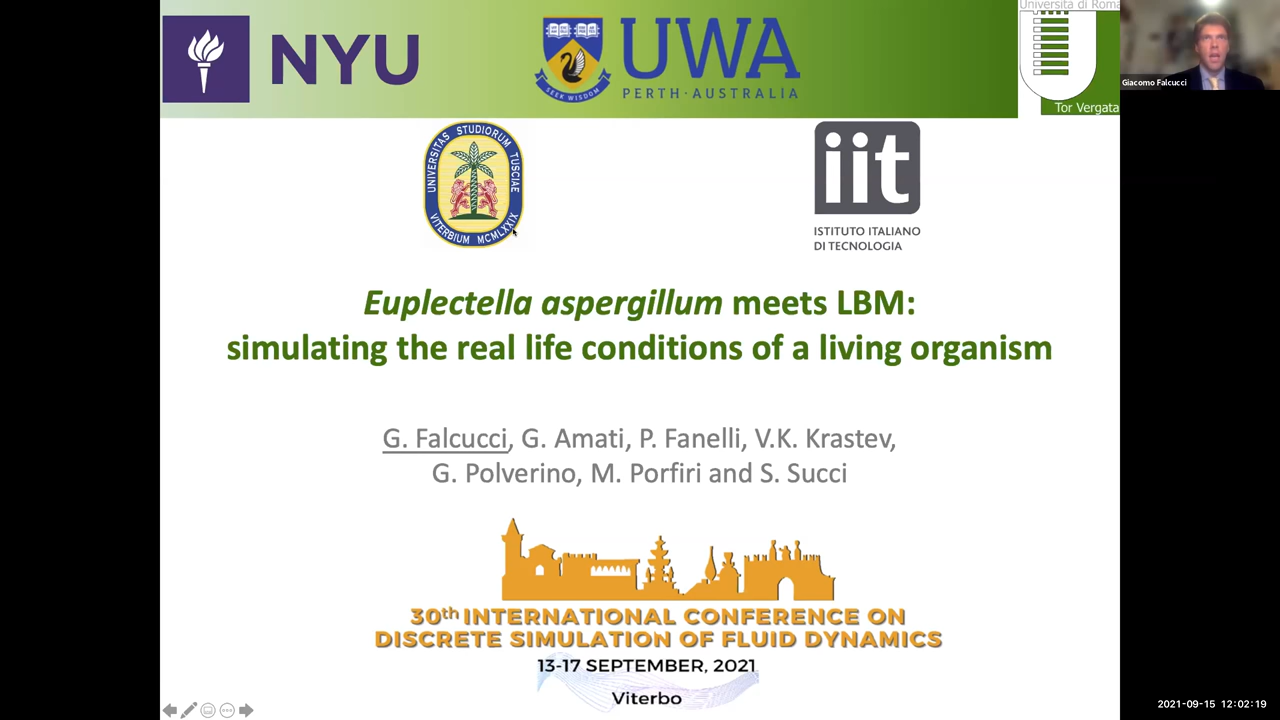 NYU
SEEK WISDOM
UWA
PERTH·AUSTRALIA
Università di Roma
Tor Vergata
Giacomo Falcucci
UNIVERSITAS STUDIORUM TUSCIAE
VITERBIUM MCMLXXIX
iit
ISTITUTO ITALIANO
DI TECNOLOGIA
Euplectella aspergillum meets LBM:
simulating the real life conditions of a living organism
G. Falcucci, G. Amati, P. Fanelli, V.K. Krastev,
G. Polverino, M. Porfiri and S. Succi
30th INTERNATIONAL CONFERENCE ON
DISCRETE SIMULATION OF FLUID DYNAMICS
13-17 SEPTEMBER, 2021
Viterbo
2021-09-15 12:02:19